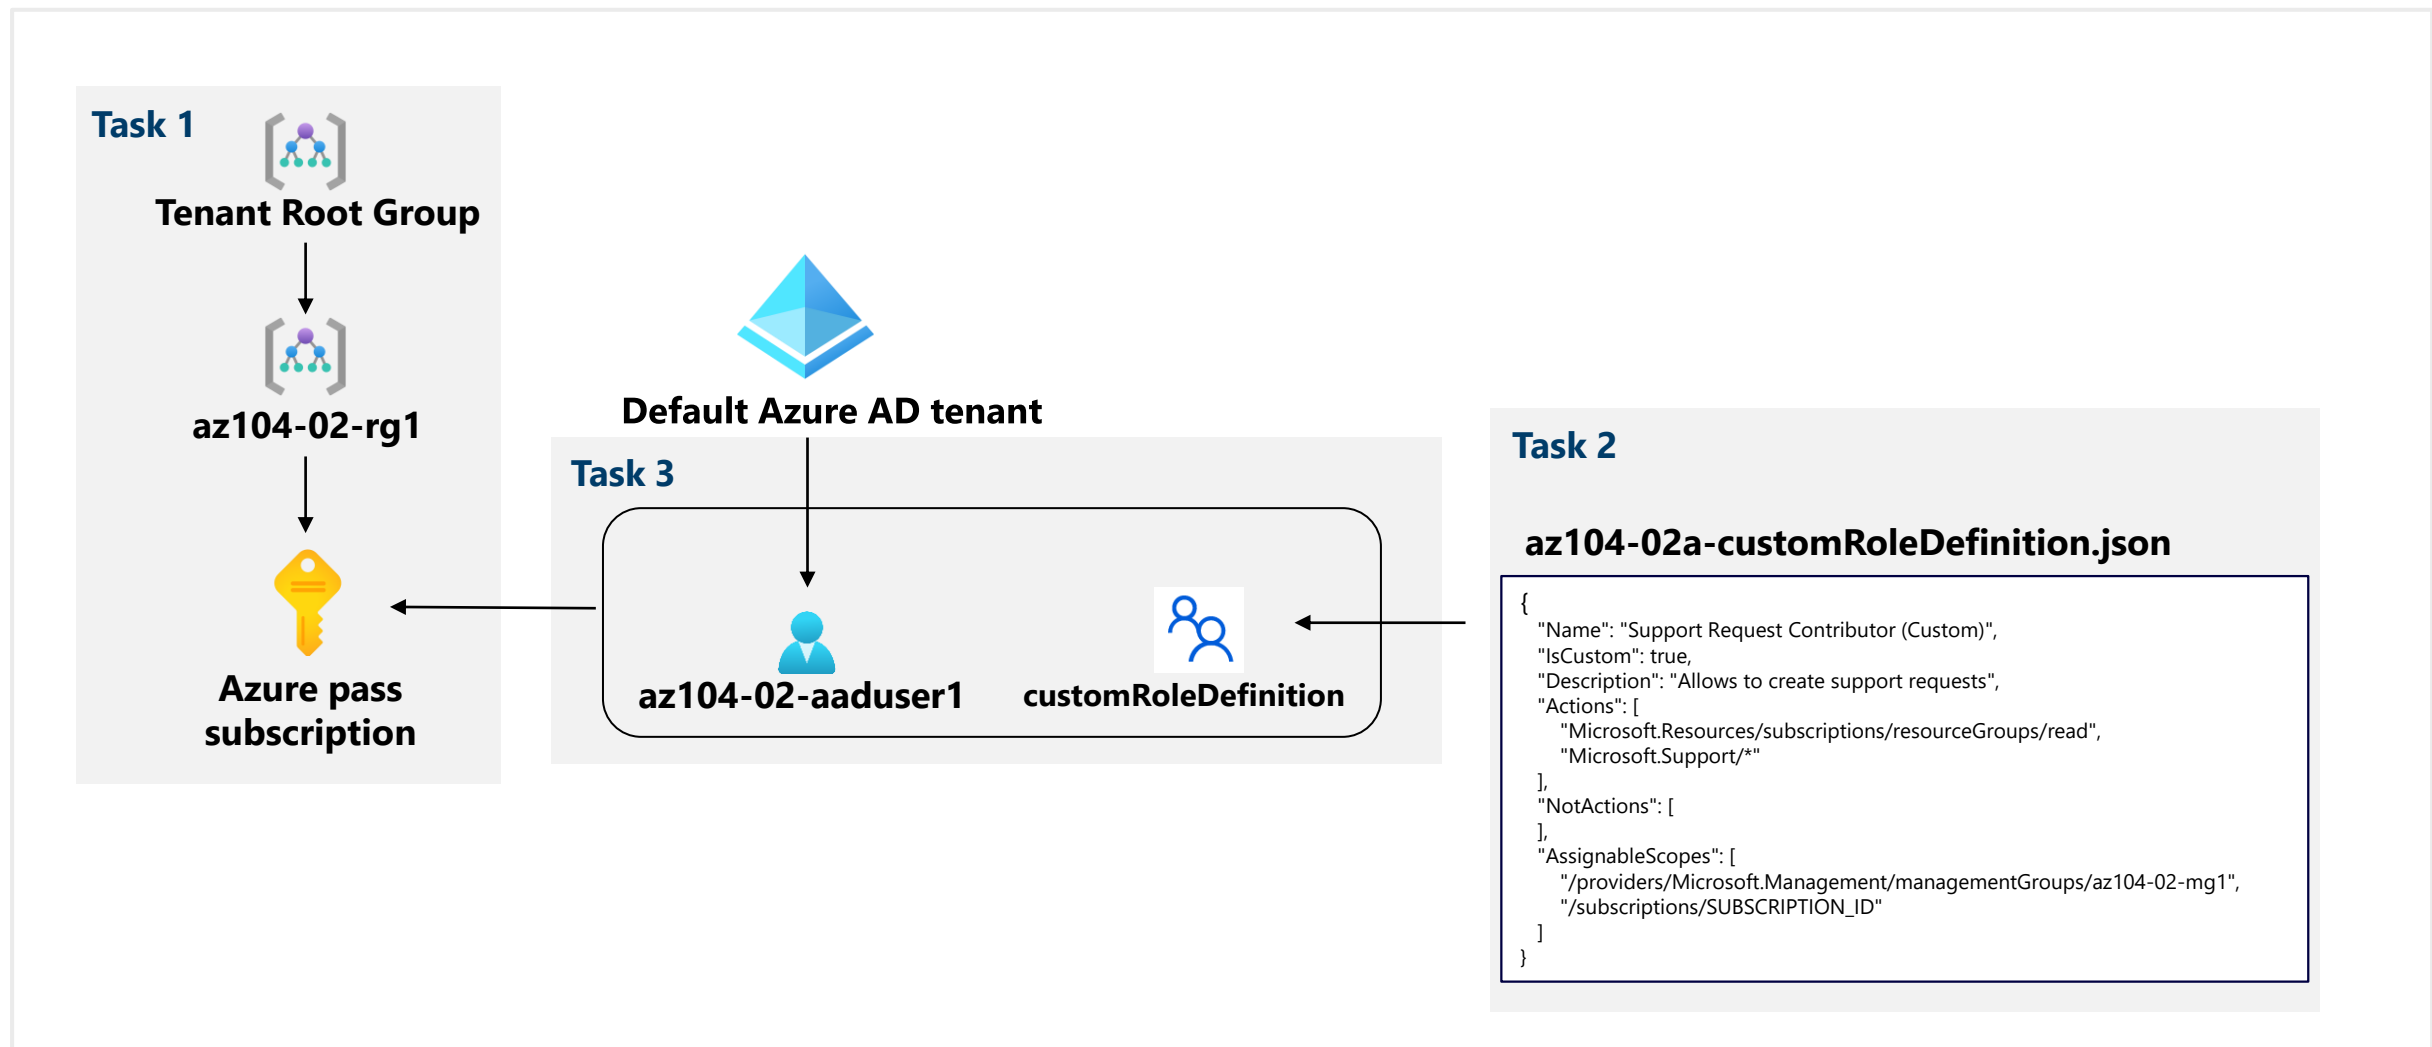 Task 1
Tenant Root Group
az104-02-rg1
Azure pass
subscription
Default Azure AD tenant
Task 3
az104-02-aaduser1
customRoleDefinition
Task 2
az104-02a-customRoleDefinition.json
{
"Name": "Support Request Contributor (Custom)",
"IsCustom": true,
"Description": "Allows to create support requests",
"Actions": [
"Microsoft.Resources/subscriptions/resourceGroups/read",
"Microsoft.Support/*"
],
"NotActions": [
],
"AssignableScopes": [
"/providers/Microsoft.Management/managementGroups/az104-02-mg1",
"/subscriptions/SUBSCRIPTION_ID"
]
}